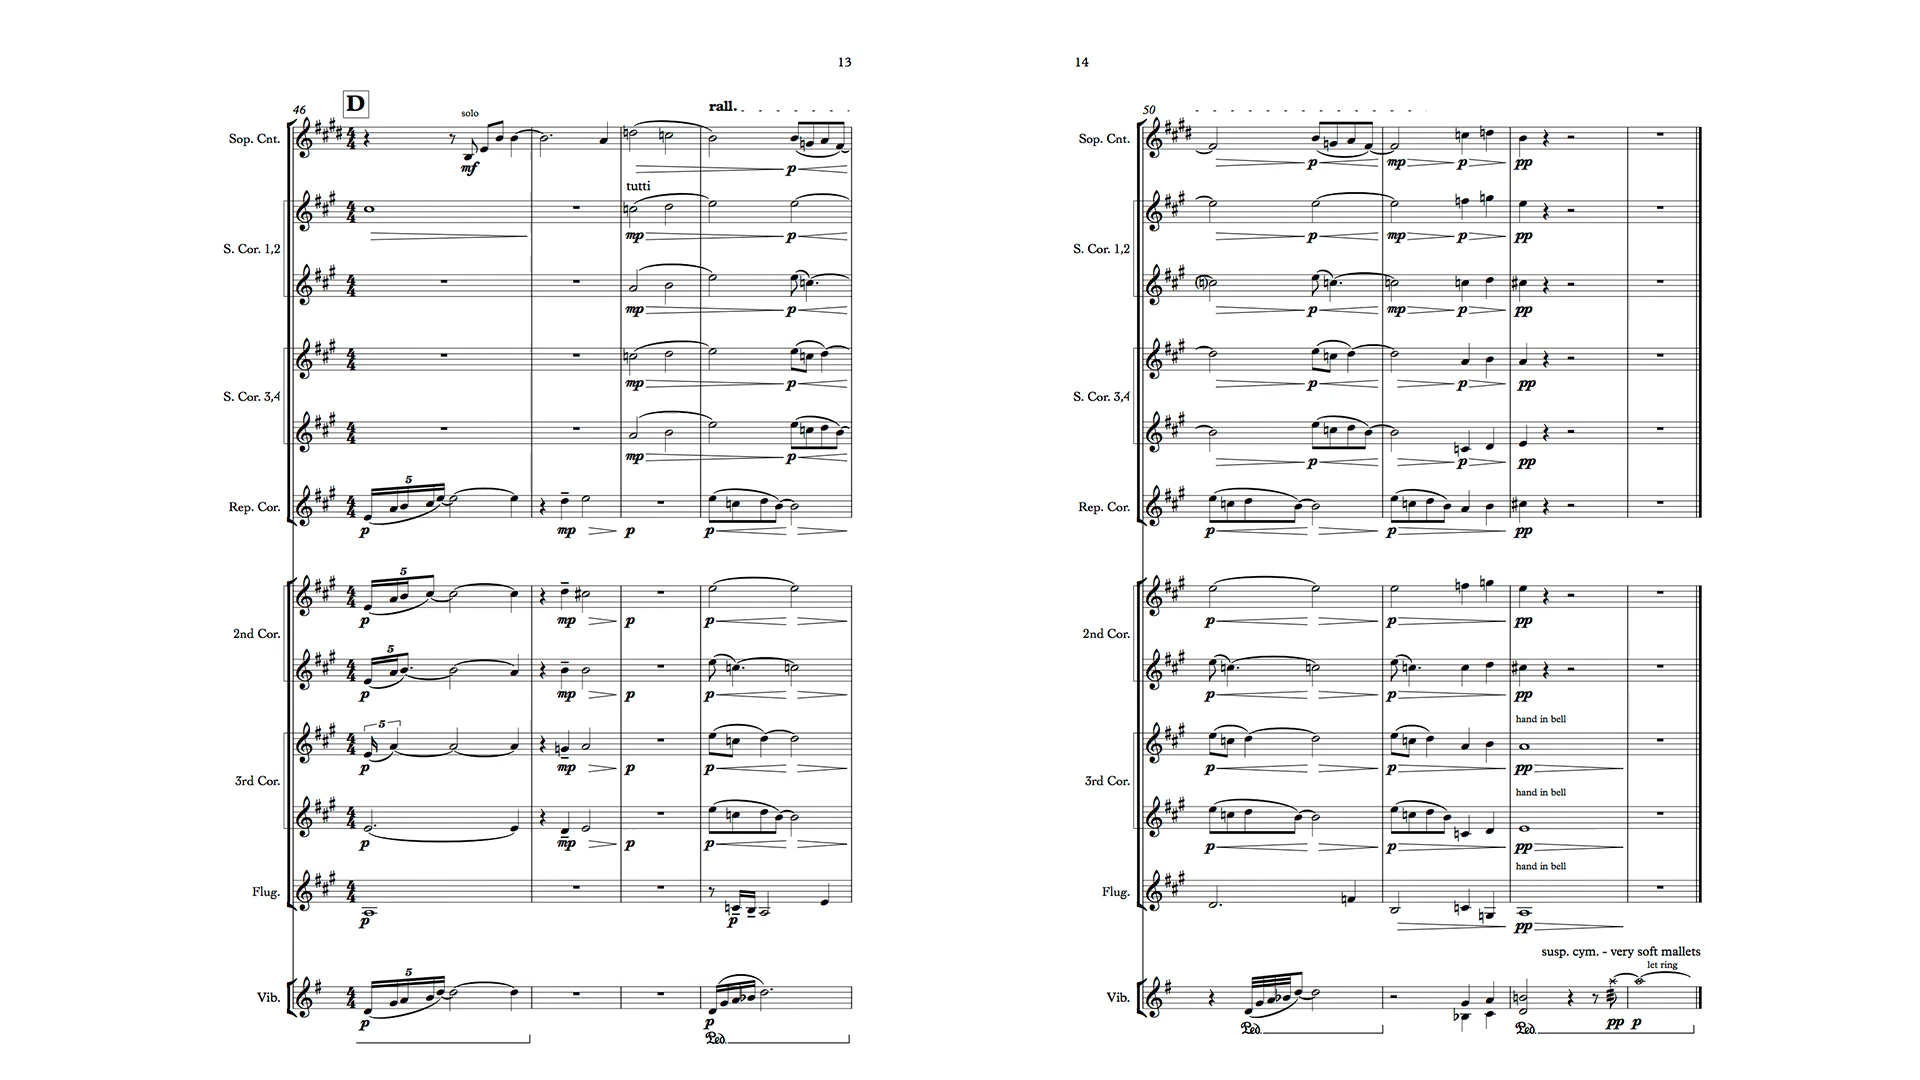 13
46
D
solo
rall.
Sop. Cnt.
mf
p
tutti
S. Cor. 1,2
mp
p
mp
p
S. Cor. 3,4
mp
p
mp
p
5
Rep. Cor.
p
mp
p
p
5
2nd Cor.
p
mp
p
p
5
p
mp
p
p
5
3rd Cor.
p
mp
p
p
p
mp
p
p
Flug.
p
p
5
Vib.
p
p
Ped.
14
50
Sop. Cnt.
p
mp
p
pp
S. Cor. 1,2
p
mp
p
pp
p
mp
p
pp
S. Cor. 3,4
p
p
pp
p
p
pp
Rep. Cor.
p
p
pp
2nd Cor.
p
p
pp
p
p
pp
hand in bell
3rd Cor.
p
p
pp
hand in bell
p
p
pp
hand in bell
Flug.
pp
susp. cym. - very soft mallets
let ring
Vib.
pp
p
Ped.
Ped.